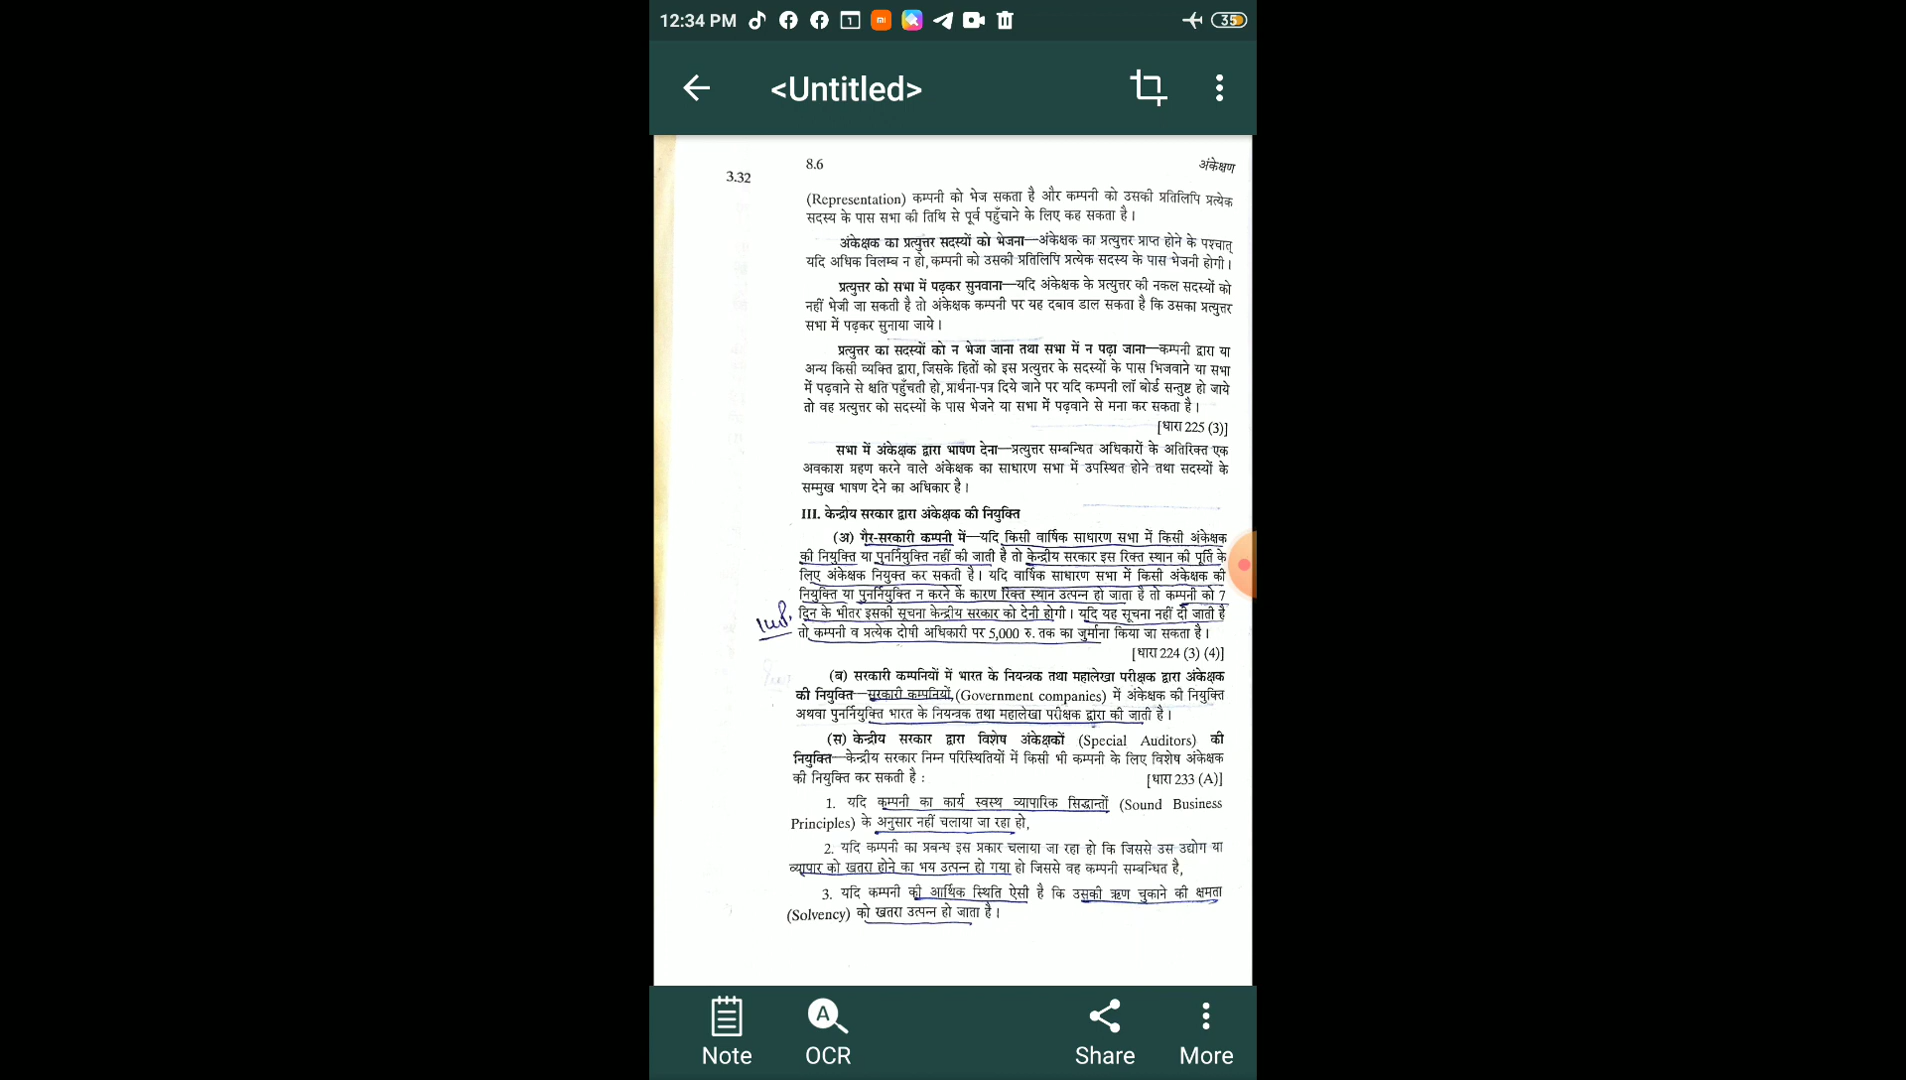 12:34 PM
35
<Untitled>
8.6
अंकेक्षण
3.32
(Representation) कम्पनी को भेज सकता है और कम्पनी को उसकी प्रतिलिपि प्रत्येक
सदस्य के पास सभा की तिथि से पूर्व पहुँचाने के लिए कह सकता है।
अंकेक्षक का प्रत्युत्तर सदस्यों को भेजना—अंकेक्षक का प्रत्युत्तर प्राप्त होने के पश्चात्
यदि अधिक विलम्ब न हो, कम्पनी को उसकी प्रतिलिपि प्रत्येक सदस्य के पास भेजनी होगी।
प्रत्युत्तर को सभा में पढ़कर सुनवाना—यदि अंकेक्षक के प्रत्युत्तर की नकल सदस्यों को
नहीं भेजी जा सकती है तो अंकेक्षक कम्पनी पर यह दबाव डाल सकता है कि उसका प्रत्युत्तर
सभा में पढ़कर सुनाया जाये।
प्रत्युत्तर का सदस्यों को न भेजा जाना तथा सभा में न पढ़ा जाना—कम्पनी द्वारा या
अन्य किसी व्यक्ति द्वारा, जिसके हितों को इस प्रत्युत्तर के सदस्यों के पास भिजवाने या सभा
में पढ़वाने से क्षति पहुँचती हो, प्रार्थना-पत्र दिये जाने पर यदि कम्पनी लॉ बोर्ड सन्तुष्ट हो जाये
तो वह प्रत्युत्तर को सदस्यों के पास भेजने या सभा में पढ़वाने से मना कर सकता है।
[धारा 225 (3)]
सभा में अंकेक्षक द्वारा भाषण देना—प्रत्युत्तर सम्बन्धित अधिकारों के अतिरिक्त एक
अवकाश ग्रहण करने वाले अंकेक्षक का साधारण सभा में उपस्थित होने तथा सदस्यों के
सम्मुख भाषण देने का अधिकार है।
III. केन्द्रीय सरकार द्वारा अंकेक्षक की नियुक्ति
(अ) गैर-सरकारी कम्पनी में—यदि किसी वार्षिक साधारण सभा में किसी अंकेक्षक
की नियुक्ति या पुनर्नियुक्ति नहीं की जाती है तो केन्द्रीय सरकार इस रिक्त स्थान की पूर्ति के
लिए अंकेक्षक नियुक्त कर सकती है। यदि वार्षिक साधारण सभा में किसी अंकेक्षक की
नियुक्ति या पुनर्नियुक्ति न करने के कारण रिक्त स्थान उत्पन्न हो जाता है तो कम्पनी को 7
दिन के भीतर इसकी सूचना केन्द्रीय सरकार को देनी होगी। यदि यह सूचना नहीं दी जाती है
तो कम्पनी व प्रत्येक दोषी अधिकारी पर 5,000 रु. तक का जुर्माना किया जा सकता है।
[धारा 224 (3) (4)]
(ब) सरकारी कम्पनियों में भारत के नियन्त्रक तथा महालेखा परीक्षक द्वारा अंकेक्षक
की नियुक्ति—सरकारी कम्पनियों, (Government companies) में अंकेक्षक की नियुक्ति
अथवा पुनर्नियुक्ति भारत के नियन्त्रक तथा महालेखा परीक्षक द्वारा की जाती है।
(स) केन्द्रीय सरकार द्वारा विशेष अंकेक्षकों (Special Auditors) की
नियुक्ति—केन्द्रीय सरकार निम्न परिस्थितियों में किसी भी कम्पनी के लिए विशेष अंकेक्षक
की नियुक्ति कर सकती है : [धारा 233 (A)]
1. यदि कम्पनी का कार्य स्वस्थ व्यापारिक सिद्धान्तों (Sound Business
Principles) के अनुसार नहीं चलाया जा रहा हो,
2. यदि कम्पनी का प्रबन्ध इस प्रकार चलाया जा रहा हो कि जिससे उस उद्योग या
व्यापार को खतरा होने का भय उत्पन्न हो गया हो जिससे वह कम्पनी सम्बन्धित है,
3. यदि कम्पनी की आर्थिक स्थिति ऐसी है कि उसकी ऋण चुकाने की क्षमता
(Solvency) को खतरा उत्पन्न हो जाता है।
Note
OCR
Share
More